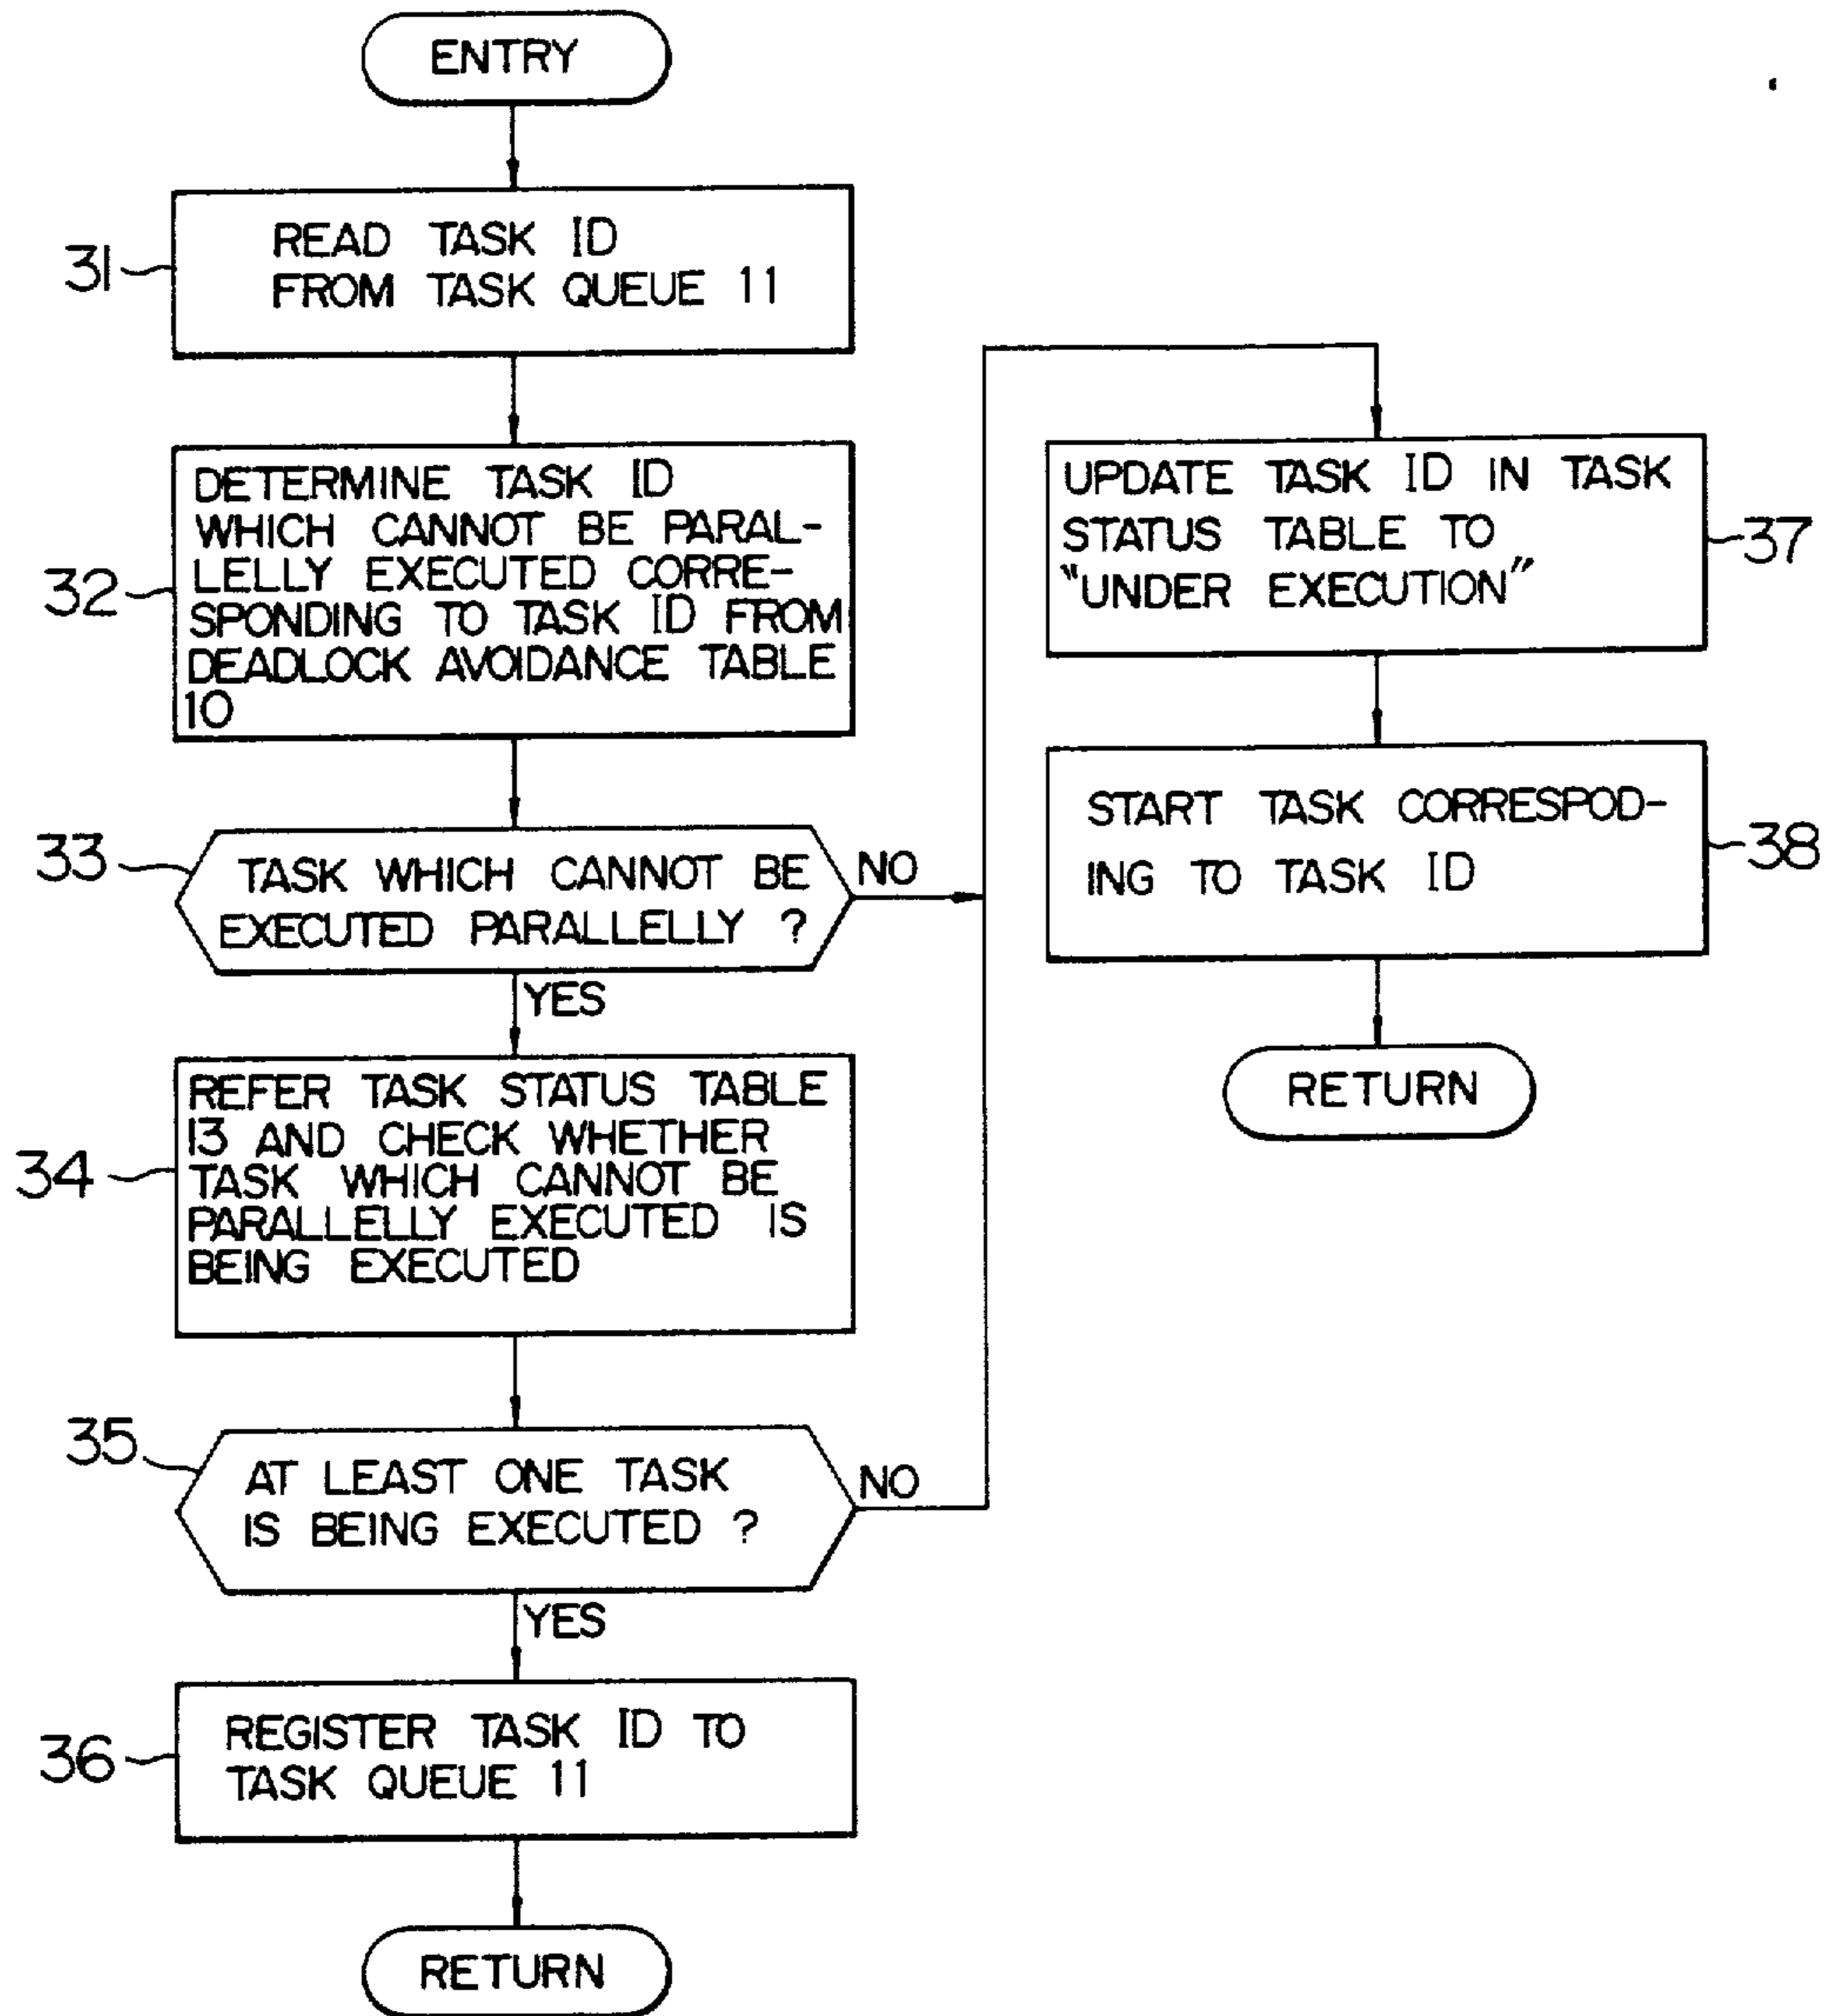 ENTRY
31
READ TASK ID
FROM TASK QUEUE 11
32
DETERMINE TASK ID
WHICH CANNOT BE PARAL-
LELLY EXECUTED CORRE-
SPONDING TO TASK ID FROM
DEADLOCK AVOIDANCE TABLE
10
33
TASK WHICH CANNOT BE
EXECUTED PARALLELLY ?
NO
YES
34
REFER TASK STATUS TABLE
13 AND CHECK WHETHER
TASK WHICH CANNOT BE
PARALLELLY EXECUTED IS
BEING EXECUTED
35
AT LEAST ONE TASK
IS BEING EXECUTED ?
NO
YES
36
REGISTER TASK ID TO
TASK QUEUE 11
RETURN
UPDATE TASK ID IN TASK
STATUS TABLE TO
"UNDER EXECUTION"
37
START TASK CORRESPOD-
ING TO TASK ID
38
RETURN